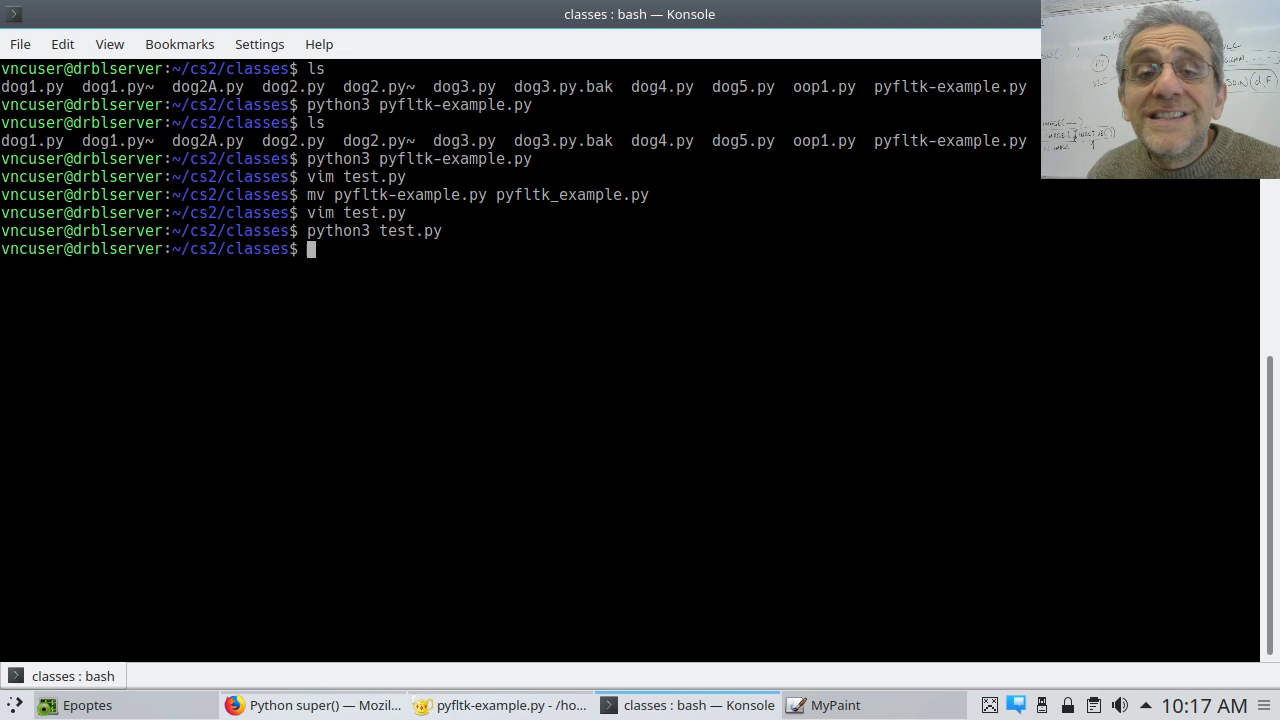 classes : bash — Konsole
File Edit View Bookmarks Settings Help
vncuser@drblserver:~/cs2/classes$ ls
dog1.py dog1.py~ dog2A.py dog2.py dog2.py~ dog3.py dog3.py.bak dog4.py dog5.py oop1.py pyfltk-example.py
vncuser@drblserver:~/cs2/classes$ python3 pyfltk-example.py
vncuser@drblserver:~/cs2/classes$ ls
dog1.py dog1.py~ dog2A.py dog2.py dog2.py~ dog3.py dog3.py.bak dog4.py dog5.py oop1.py pyfltk-example.py
vncuser@drblserver:~/cs2/classes$ python3 pyfltk-example.py
vncuser@drblserver:~/cs2/classes$ vim test.py
vncuser@drblserver:~/cs2/classes$ mv pyfltk-example.py pyfltk_example.py
vncuser@drblserver:~/cs2/classes$ vim test.py
vncuser@drblserver:~/cs2/classes$ python3 test.py
vncuser@drblserver:~/cs2/classes$
classes : bash
Epoptes Python super() — Mozil... pyfltk-example.py - /ho... classes : bash — Konsole MyPaint 10:17 AM